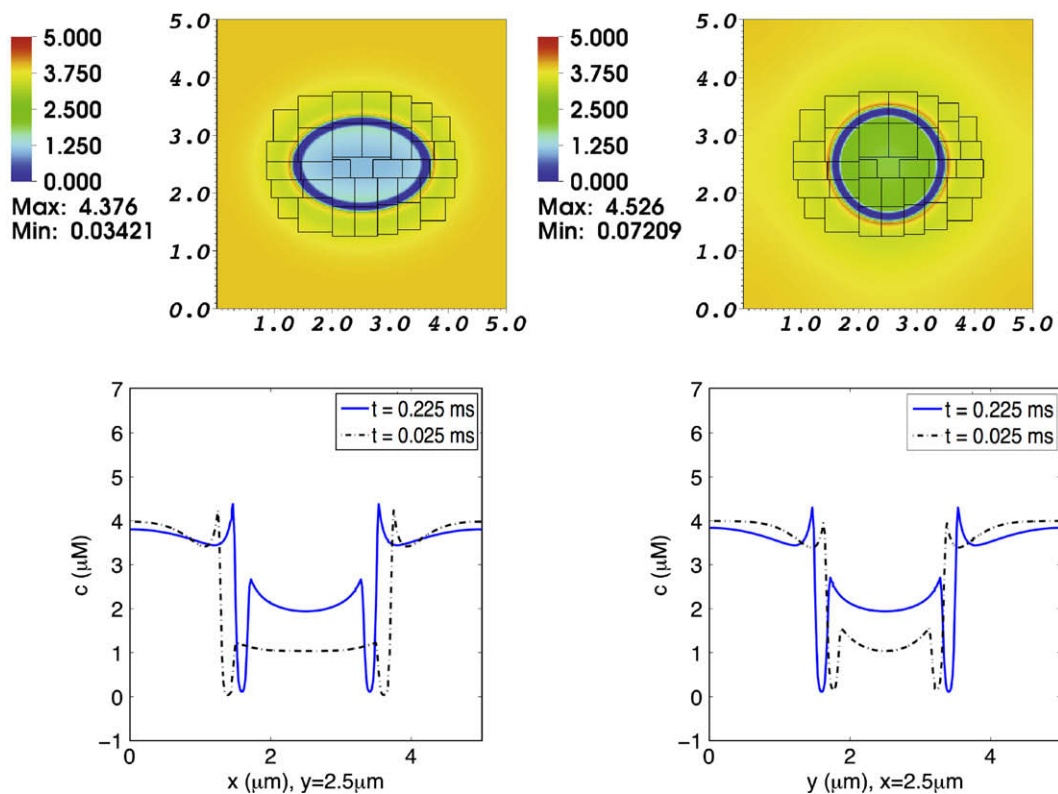 5.000
3.750
2.500
1.250
0.000
Max: 4.376
Min: 0.03421
5.0
4.0
3.0
2.0
1.0
0.0
1.0 2.0 3.0 4.0 5.0
5.000
3.750
2.500
1.250
0.000
Max: 4.526
Min: 0.07209
5.0
4.0
3.0
2.0
1.0
0.0
1.0 2.0 3.0 4.0 5.0
7
6
5
4
3
2
1
0
−1
c (μM)
t = 0.225 ms
t = 0.025 ms
0 2 4
x (μm), y=2.5μm
7
6
5
4
3
2
1
0
−1
c (μM)
t = 0.225 ms
t = 0.025 ms
0 2 4
y (μm), x=2.5μm